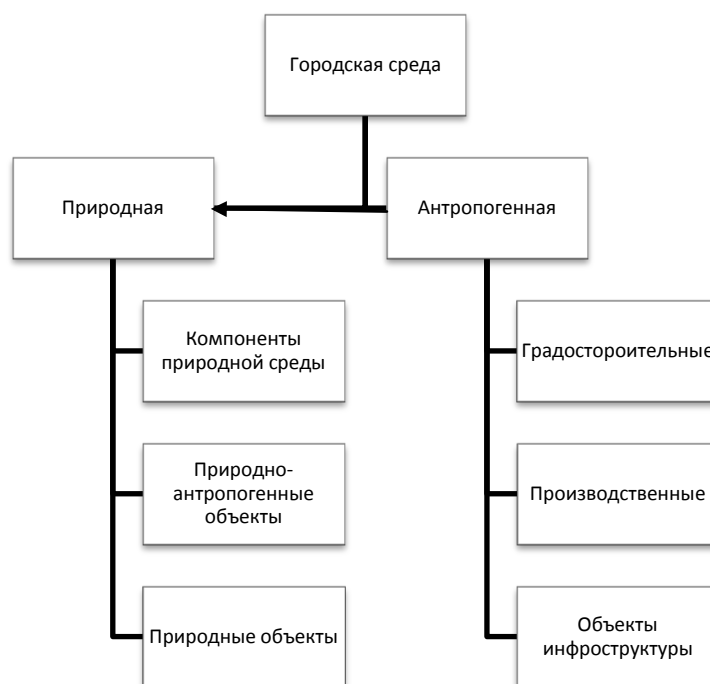 Городская среда
Природная
Антропогенная
Компоненты
природной среды
Природно-
антропогенные
объекты
Природные объекты
Градостороительные
Производственные
Объекты
инфроструктуры